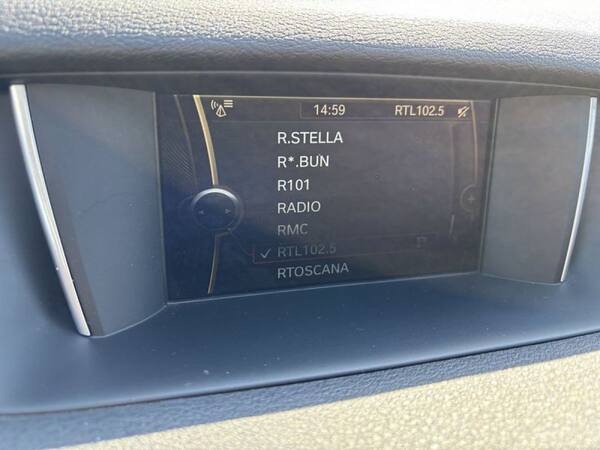 14:59 RTL102.5
R.STELLA
R*.BUN
R101
RADIO
RMC
RTL102.5
RTOSCANA